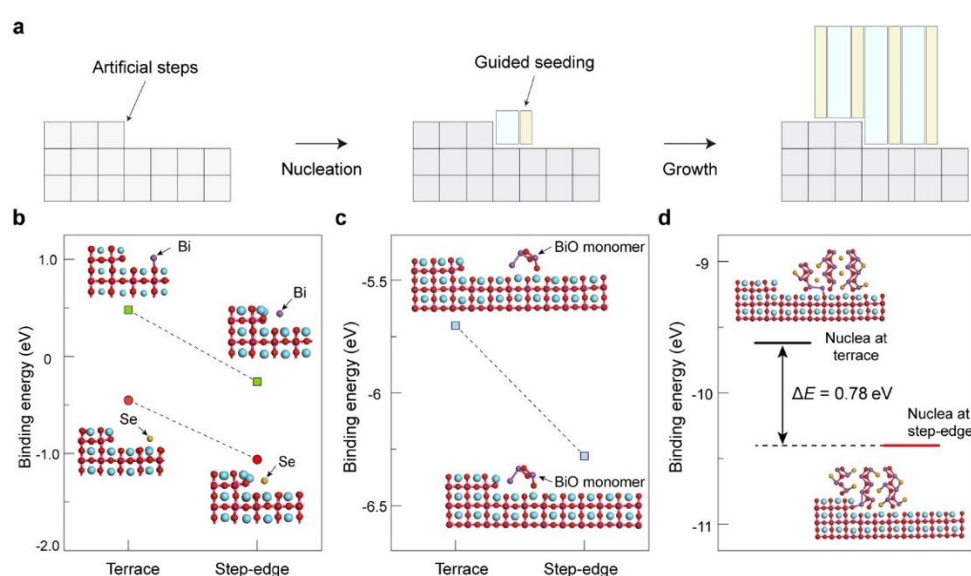 a
Artificial steps
Guided seeding
Nucleation
Growth
b
Binding energy (eV)
1.0
0
-1.0
-2.0
Bi
Bi
Se
Se
Terrace
Step-edge
c
Binding energy (eV)
-5.5
-6
-6.5
BiO monomer
BiO monomer
Terrace
Step-edge
d
Binding energy (eV)
-9
-10
-11
Nuclea at
terrace
ΔE = 0.78 eV
Nuclea at
step-edge